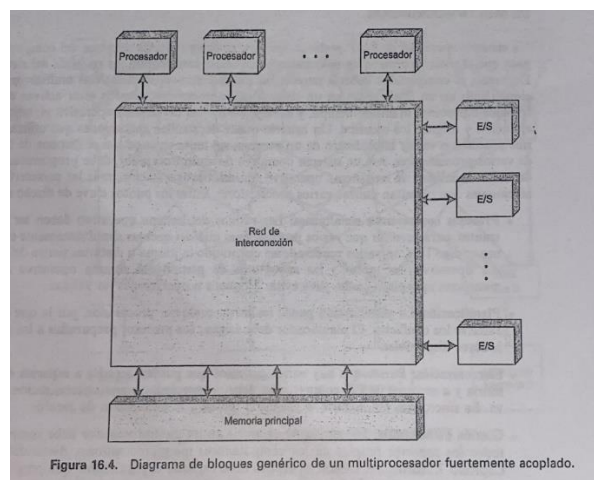 Procesador
Procesador
. . .
Procesador
E/S
E/S
E/S
Red de
interconexión
Memoria principal
Figura 16.4. Diagrama de bloques genérico de un multiprocesador fuertemente acoplado.